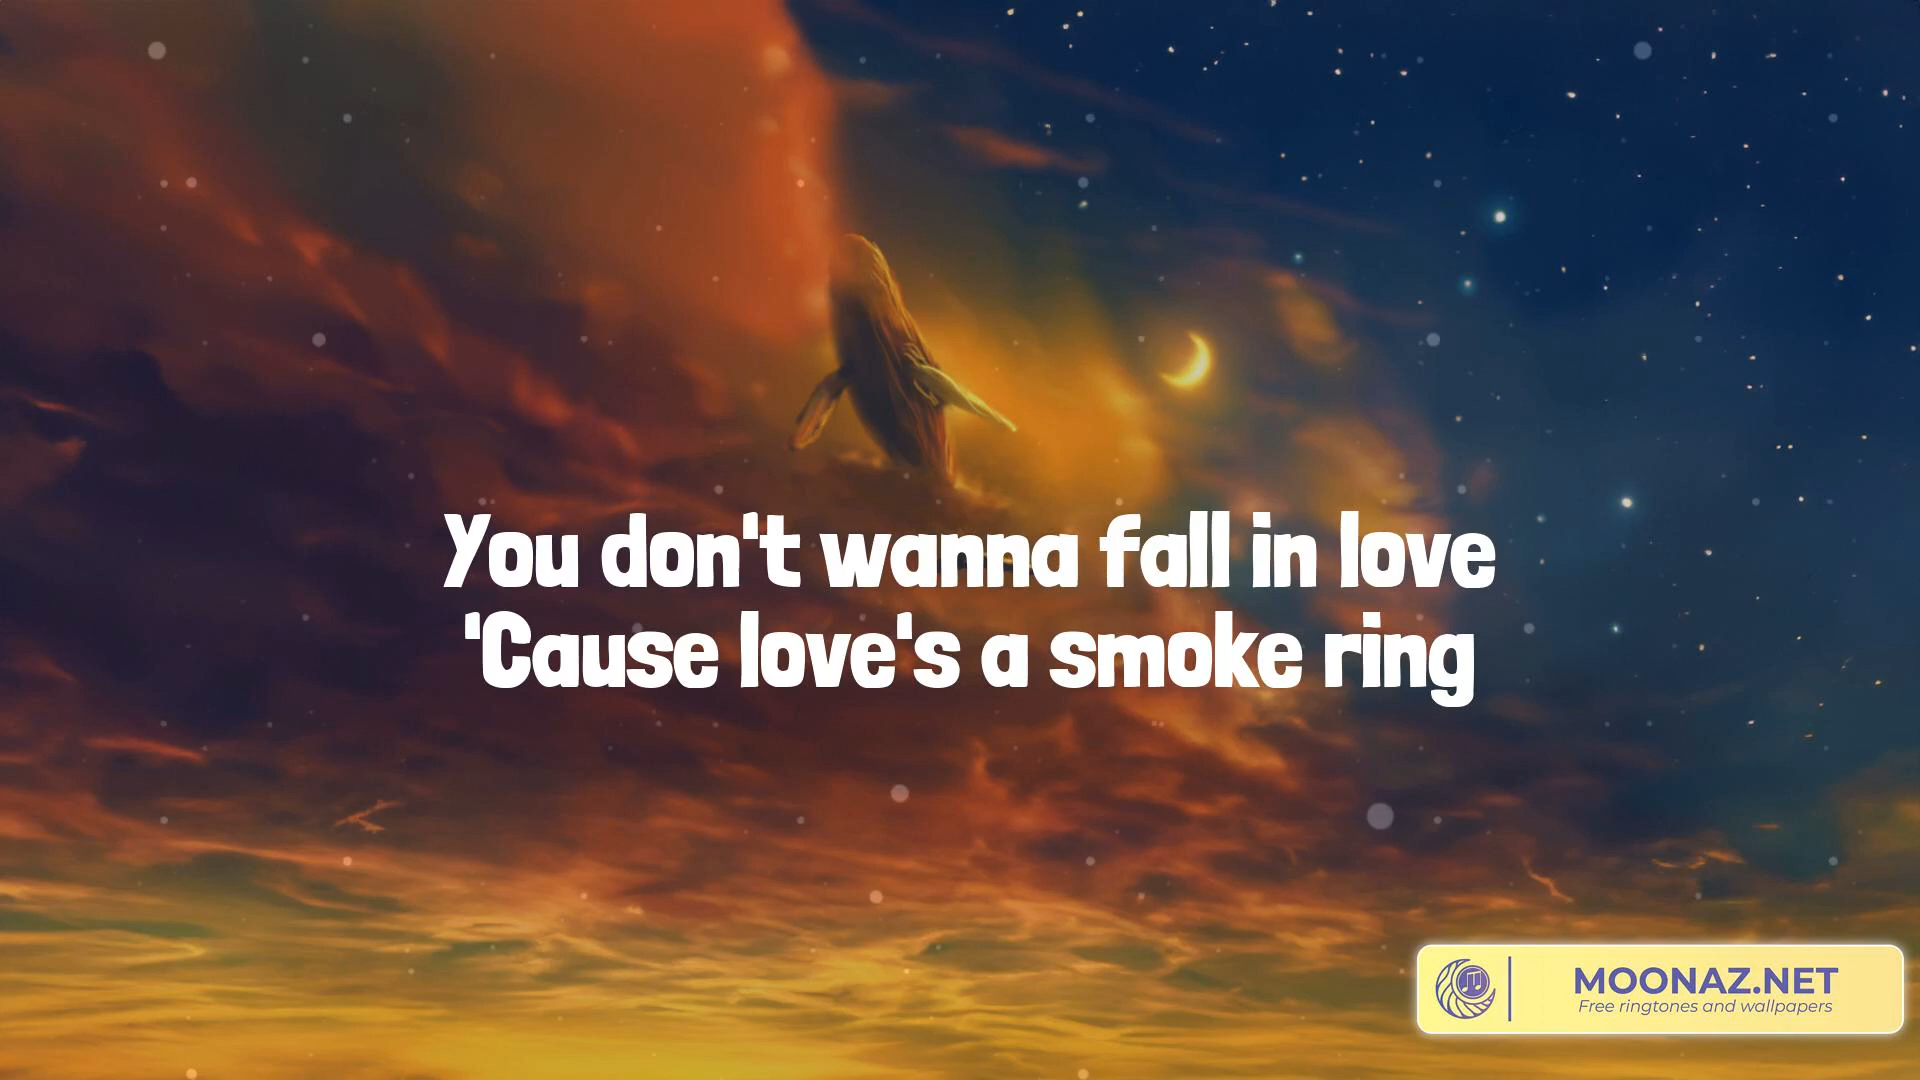 You don't wanna fall in love
'Cause love's a smoke ring
MOONAZ.NET
Free ringtones and wallpapers